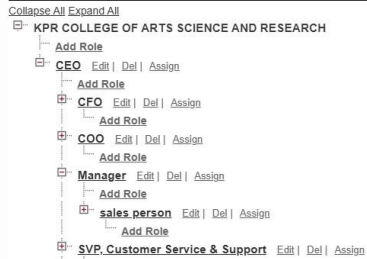 Collapse All Expand All
KPR COLLEGE OF ARTS SCIENCE AND RESEARCH
Add Role
CEO Edit | Del | Assign
Add Role
CFO Edit | Del | Assign
Add Role
COO Edit | Del | Assign
Add Role
Manager Edit | Del | Assign
Add Role
sales person Edit | Del | Assign
Add Role
SVP, Customer Service & Support Edit | Del | Assign